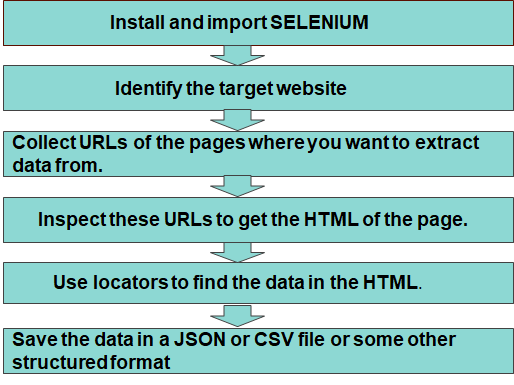 Install and import SELENIUM
Identify the target website
Collect URLs of the pages where you want to extract
data from.
Inspect these URLs to get the HTML of the page.
Use locators to find the data in the HTML.
Save the data in a JSON or CSV file or some other
structured format